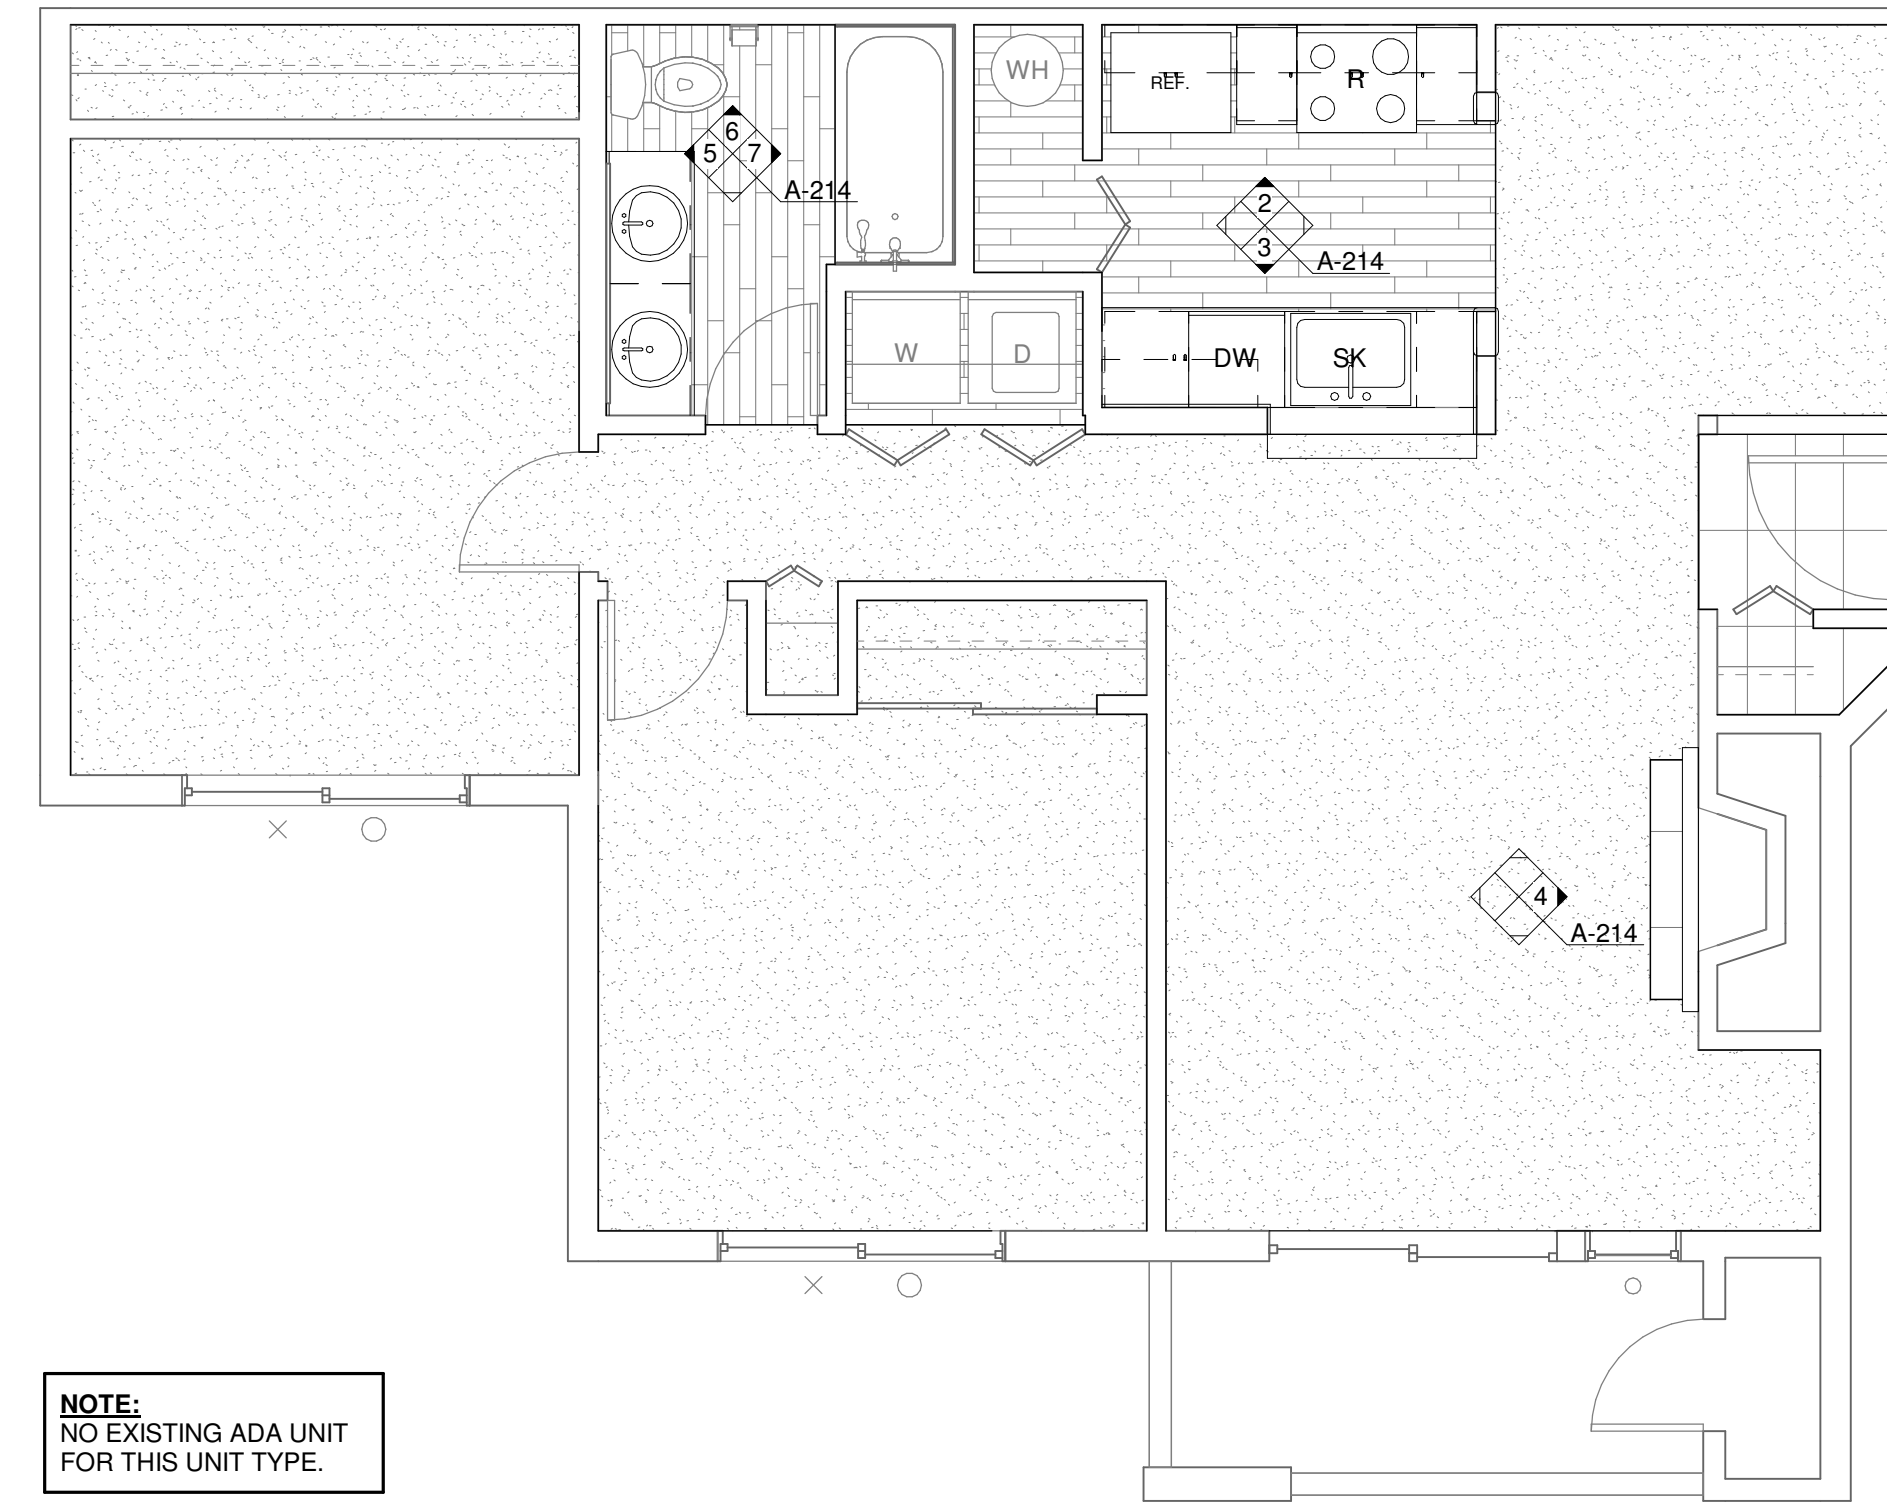 WH
REF.
R
6
5 7
A-214
2
3
A-214
W
D
DW
SK
4
A-214
NOTE:
NO EXISTING ADA UNIT
FOR THIS UNIT TYPE.